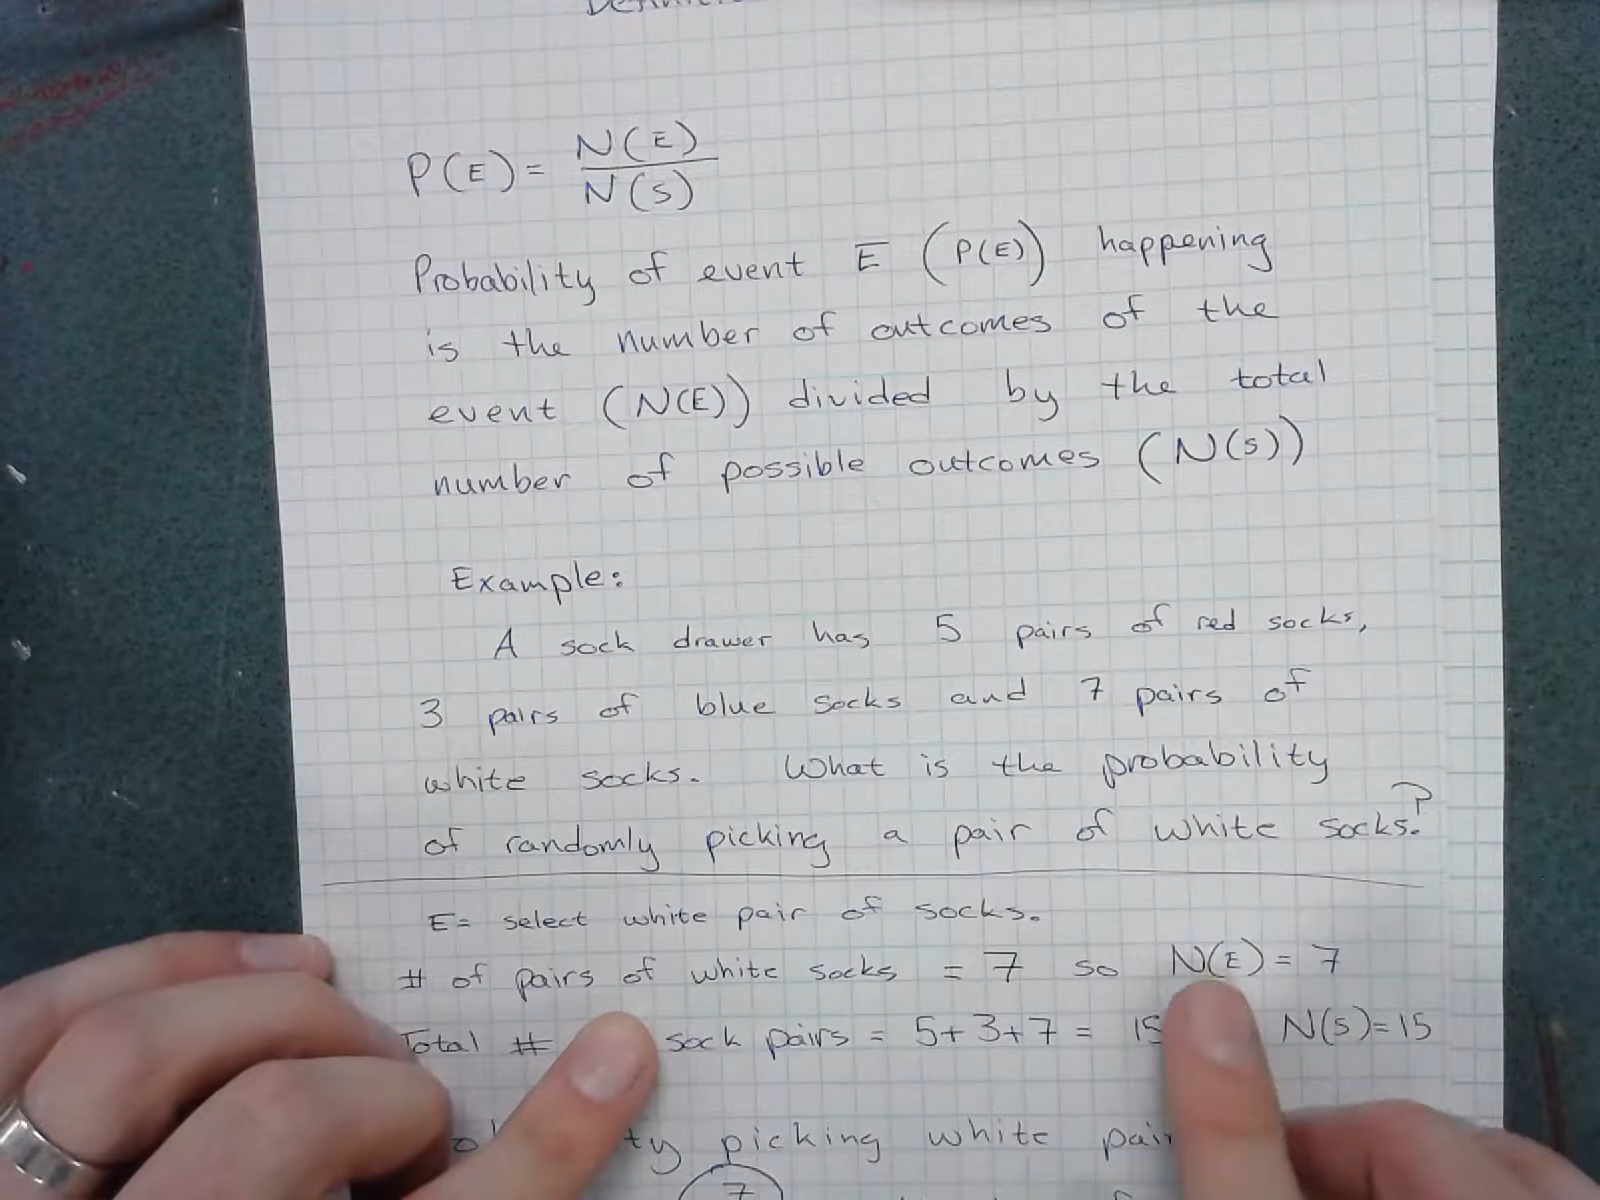 P(E) = N(E) / N(S)
Probability of event E (P(E)) happening
is the number of outcomes of the
event (N(E)) divided by the total
number of possible outcomes (N(S))
Example:
A sock drawer has 5 pairs of red socks,
3 pairs of blue socks and 7 pairs of
white socks. What is the probability
of randomly picking a pair of white socks?
E= select white pair of socks.
# of pairs of white socks = 7 so N(E) = 7
Total # sock pairs = 5+3+7 = 15 N(S)=15
picking white
7